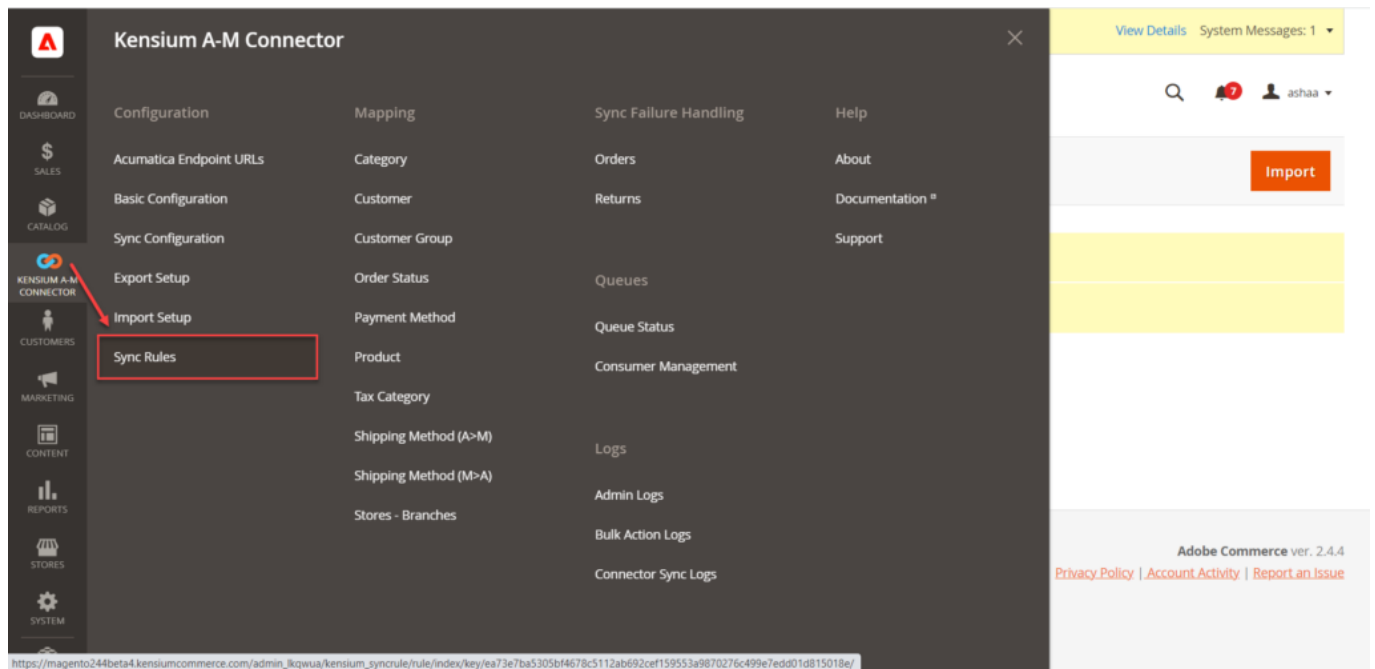 View Details System Messages: 1
Kensium A-M Connector
7
ashaa
DASHBOARD
SALES
CATALOG
KENSIUM A-M
CONNECTOR
CUSTOMERS
MARKETING
CONTENT
REPORTS
STORES
SYSTEM
Configuration
Acumatica Endpoint URLs
Basic Configuration
Sync Configuration
Export Setup
Import Setup
Sync Rules
Mapping
Category
Customer
Customer Group
Order Status
Payment Method
Product
Tax Category
Shipping Method (A>M)
Shipping Method (M>A)
Stores - Branches
Sync Failure Handling
Orders
Returns
Queues
Queue Status
Consumer Management
Logs
Admin Logs
Bulk Action Logs
Connector Sync Logs
Help
About
Documentation
Support
Import
Adobe Commerce ver. 2.4.4
Privacy Policy | Account Activity | Report an Issue
https://magento244beta4.kensiumcommerce.com/admin_lkqwua/kensium_syncrule/rule/index/key/ea73e7ba5305bf4678c5112ab692cef159553a9870276c499e7edd01d815018e/